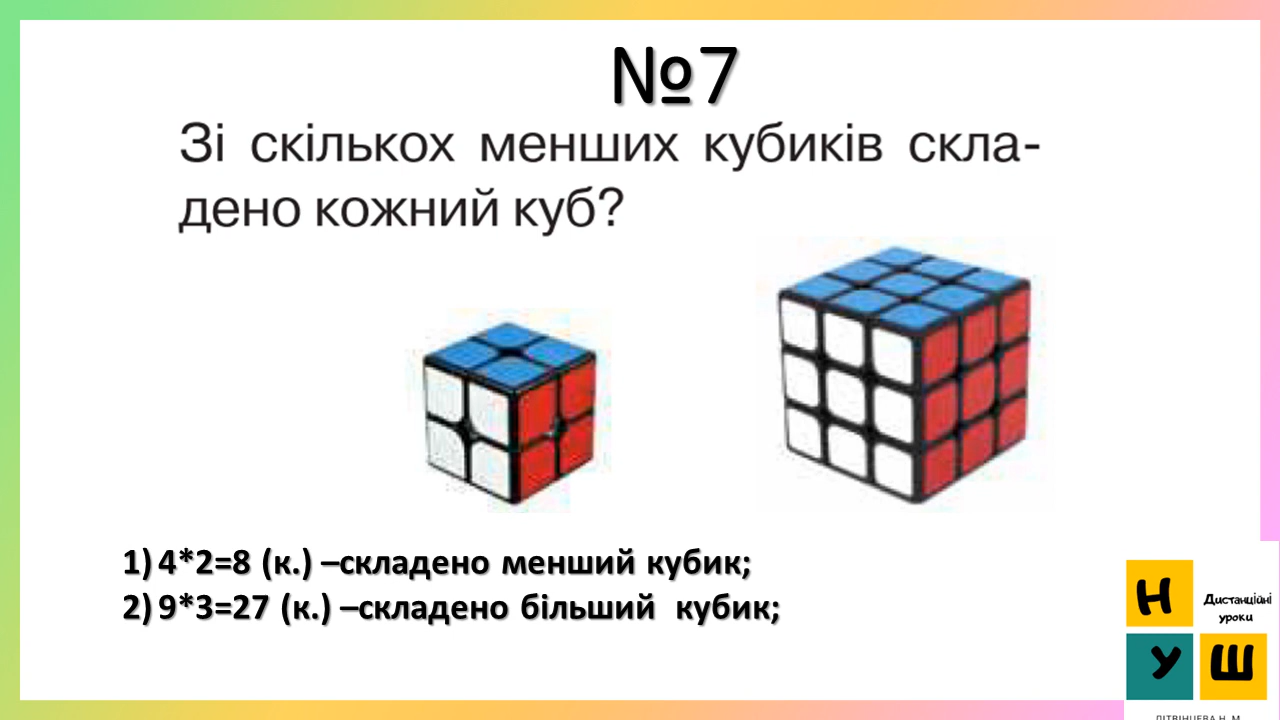 №7
Зі скількох менших кубиків скла-
дено кожний куб?
1) 4*2=8 (к.) –складено менший кубик;
2) 9*3=27 (к.) –складено більший кубик;
Н
Дистанційні
уроки
У Ш
ЛІТВІНЦЕВА Н. М.